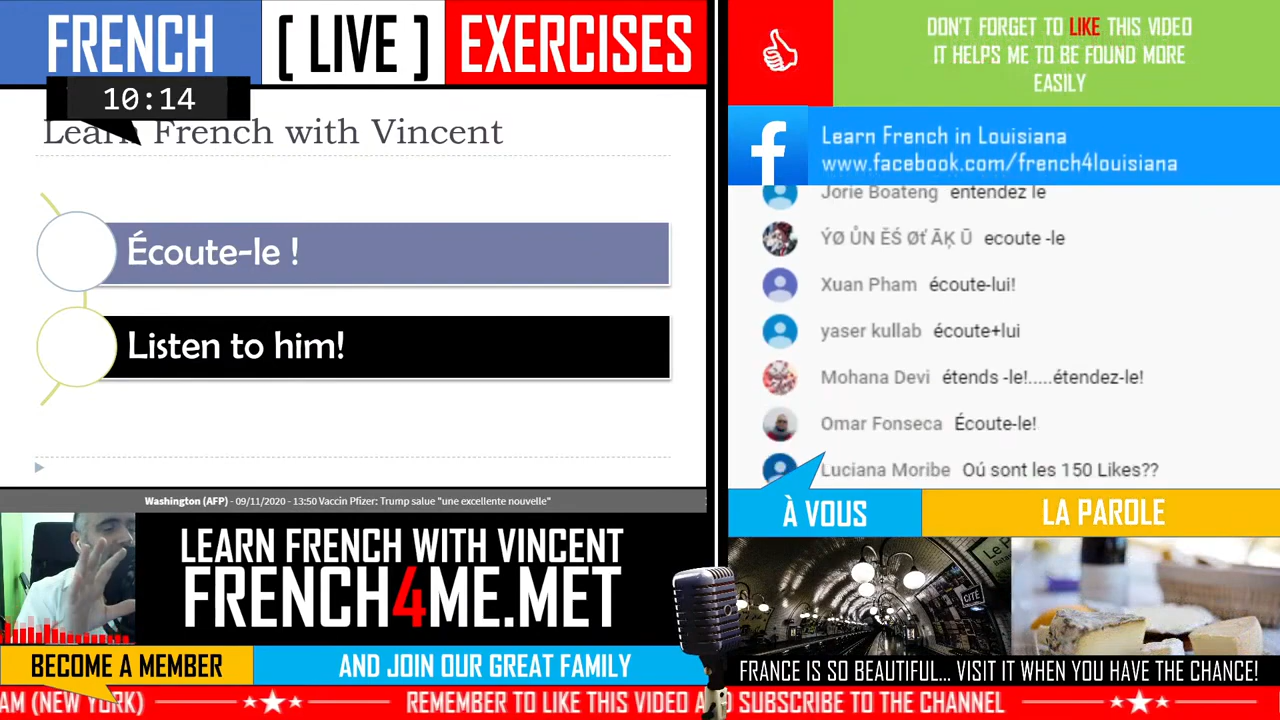 FRENCH [ LIVE ] EXERCISES
10:14
Learn French with Vincent
Écoute-le !
Listen to him!
Washington (AFP) - 09/11/2020 - 13:50 Vaccin Pfizer: Trump salue "une excellente nouvelle"
LEARN FRENCH WITH VINCENT
FRENCH4ME.MET
BECOME A MEMBER
AND JOIN OUR GREAT FAMILY
DON'T FORGET TO LIKE THIS VIDEO
IT HELPS ME TO BE FOUND MORE
EASILY
f
Learn French in Louisiana
www.facebook.com/french4louisiana
Jorie Boateng entendez le
ÝØ ŮN ĔŚ Øť ĀĶ Ū ecoute -le
Xuan Pham écoute-lui!
yaser kullab écoute+lui
Mohana Devi étends -le!.....étendez-le!
Omar Fonseca Écoute-le!
Luciana Moribe Oú sont les 150 Likes??
À VOUS
LA PAROLE
CITÉ
FRANCE IS SO BEAUTIFUL... VISIT IT WHEN YOU HAVE THE CHANCE!
AM (NEW YORK)
REMEMBER TO LIKE THIS VIDEO AND SUBSCRIBE TO THE CHANNEL